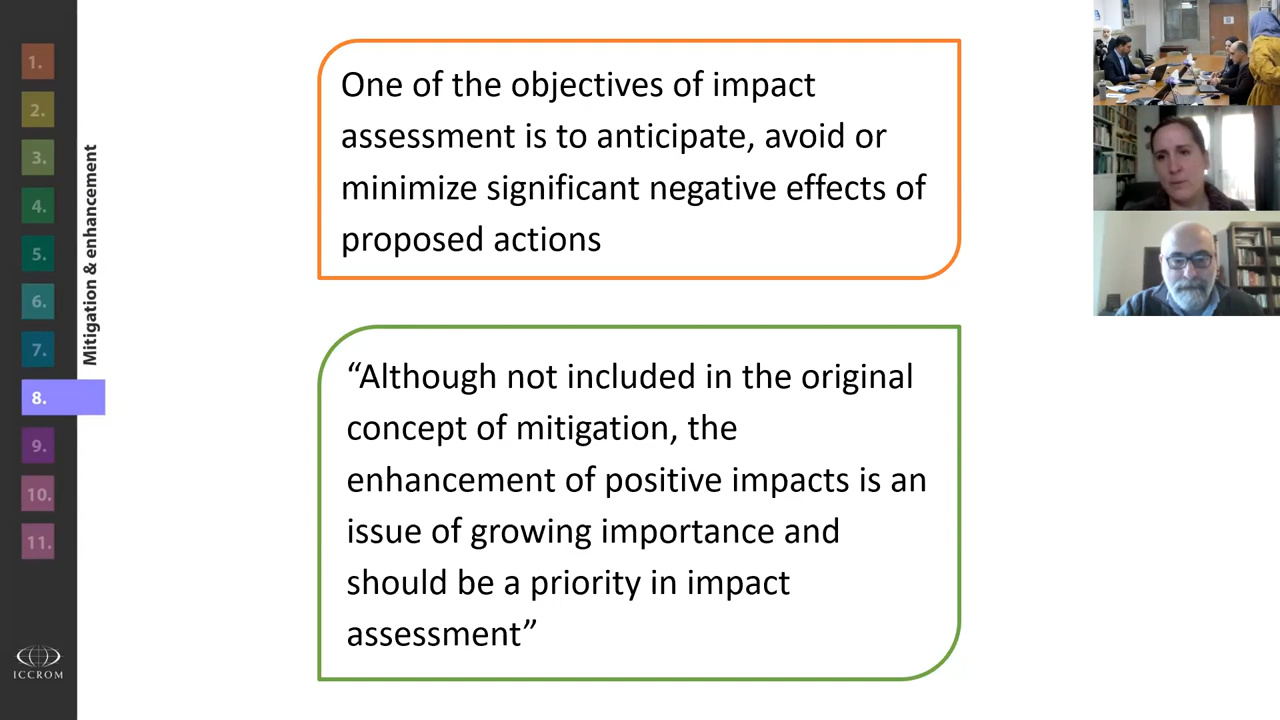 1.
2.
3.
4.
5.
6.
7.
8.
9.
10.
11.
Mitigation & enhancement
ICCROM
One of the objectives of impact
assessment is to anticipate, avoid or
minimize significant negative effects of
proposed actions
“Although not included in the original
concept of mitigation, the
enhancement of positive impacts is an
issue of growing importance and
should be a priority in impact
assessment”